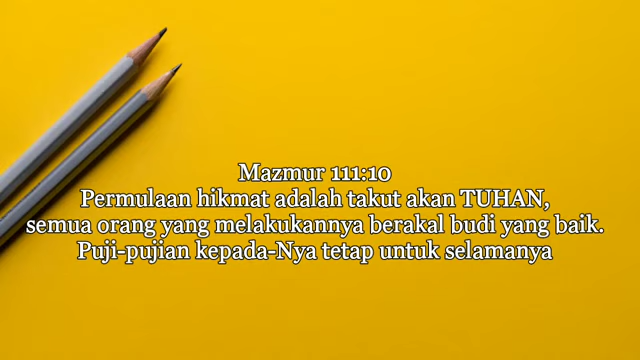 Mazmur 111:10
Permulaan hikmat adalah takut akan TUHAN,
semua orang yang melakukannya berakal budi yang baik.
Puji-pujian kepada-Nya tetap untuk selamanya